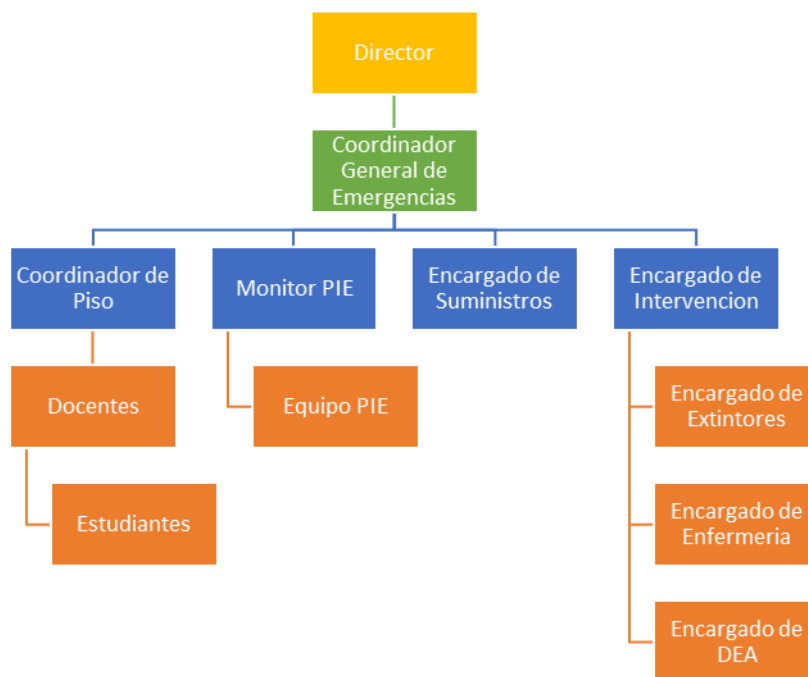 Director
Coordinador
General de
Emergencias
Coordinador de
Piso
Monitor PIE
Encargado de
Suministros
Encargado de
Intervencion
Docentes
Equipo PIE
Encargado de
Extintores
Estudiantes
Encargado de
Enfermeria
Encargado de
DEA